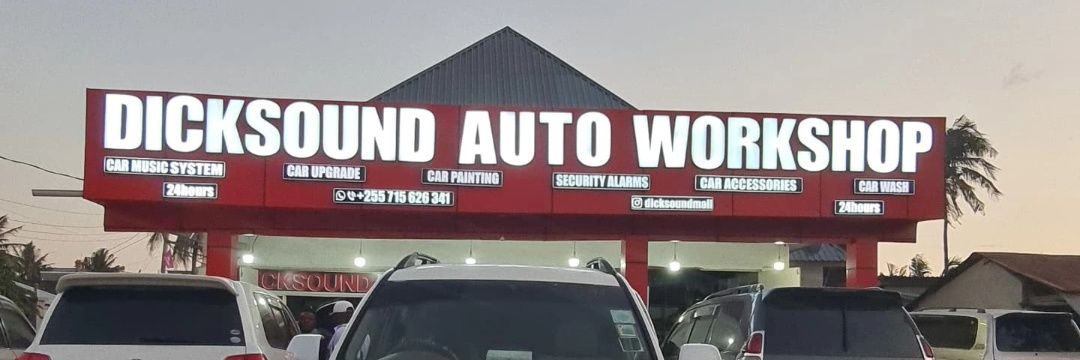 DICKSOUND AUTO WORKSHOP
CAR MUSIC SYSTEM
CAR UPGRADE
CAR PAINTING
SECURITY ALARMS
CAR ACCESSORIES
CAR WASH
24hours
+255 715 626 341
dicksoundmall
24hours
CKSOUND